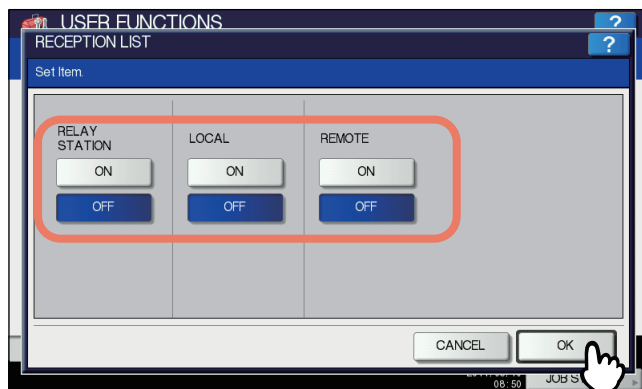 USER FUNCTIONS
?
RECEPTION LIST
?
Set Item.
RELAY
STATION
LOCAL
REMOTE
ON
ON
ON
OFF
OFF
OFF
CANCEL
OK
08:50
JOB S